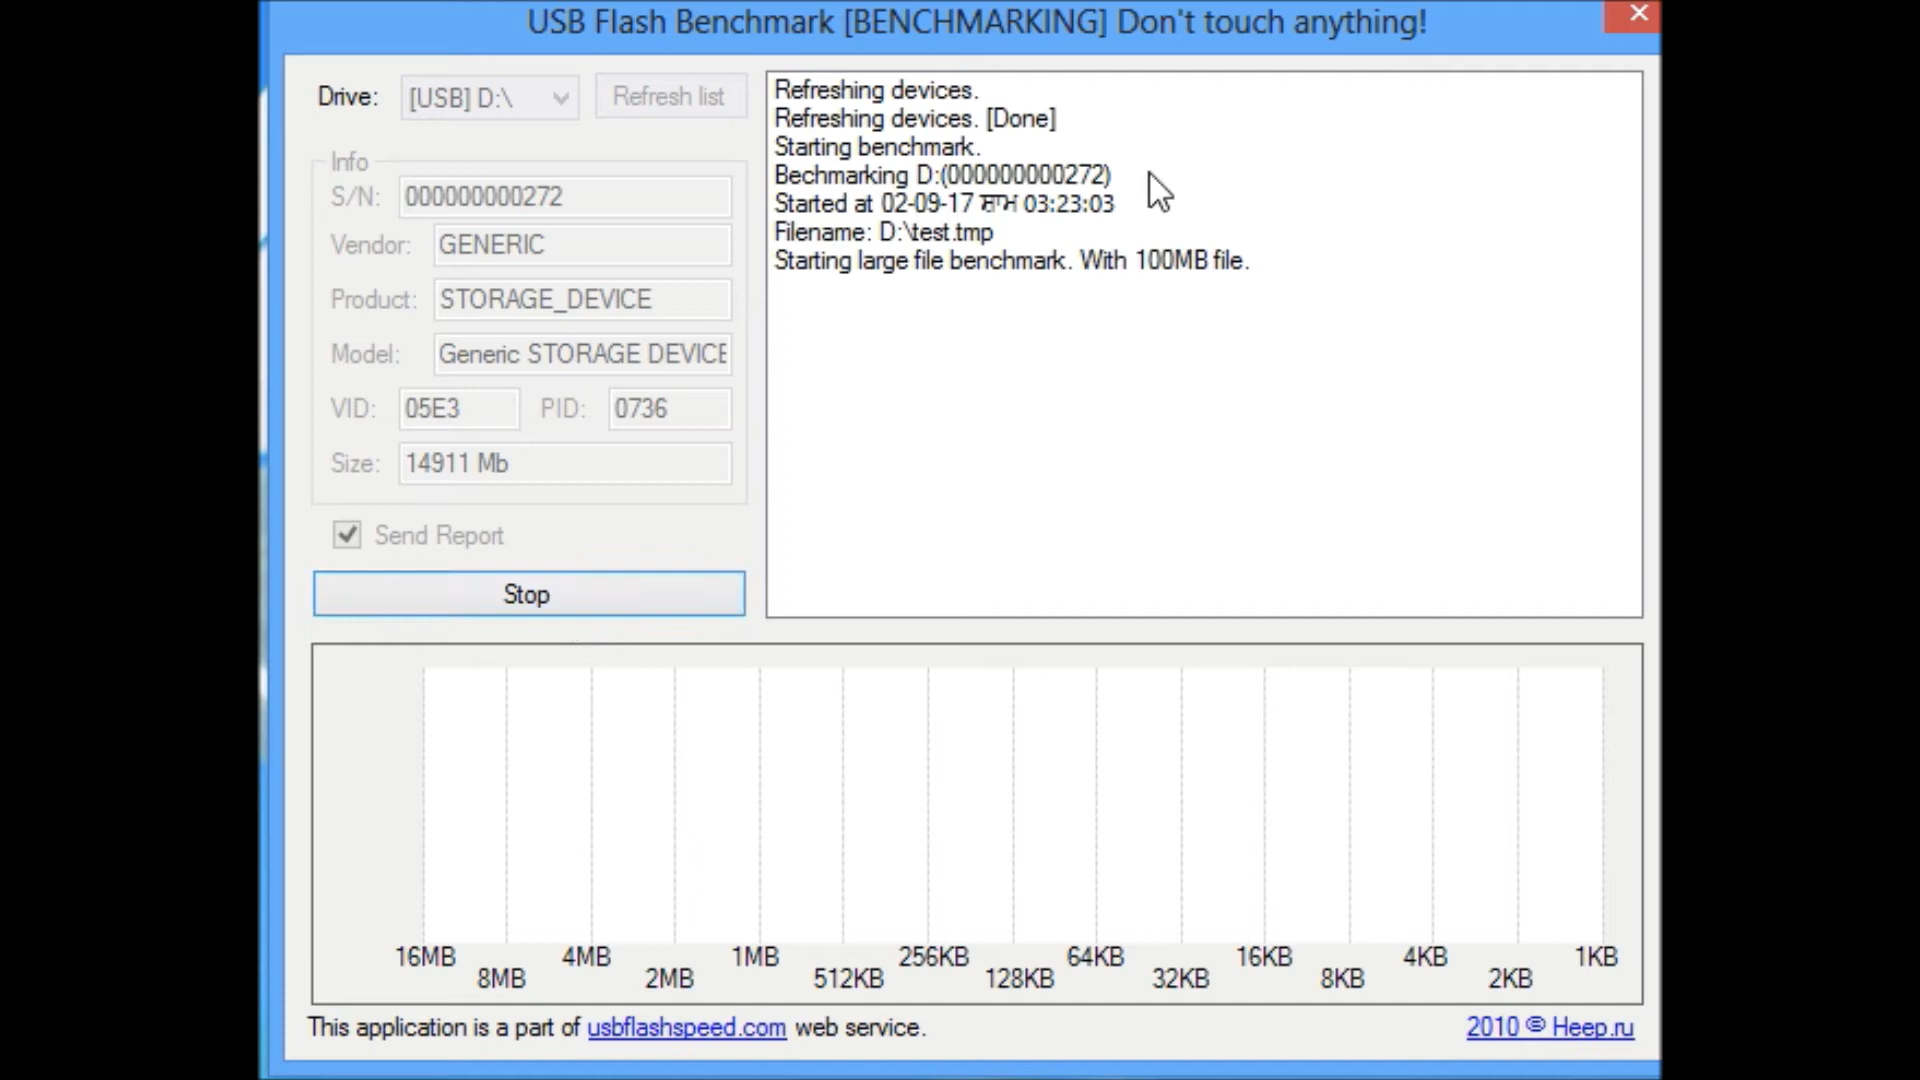 USB Flash Benchmark [BENCHMARKING] Don't touch anything!
Drive: [USB] D:\ Refresh list
Info
S/N: 000000000272
Vendor: GENERIC
Product: STORAGE_DEVICE
Model: Generic STORAGE DEVICE
VID: 05E3 PID: 0736
Size: 14911 Mb
Send Report
Stop
Refreshing devices.
Refreshing devices. [Done]
Starting benchmark.
Bechmarking D:(000000000272)
Started at 02-09-17 ਸ਼ਾਮ 03:23:03
Filename: D:\test.tmp
Starting large file benchmark. With 100MB file.
16MB 4MB 1MB 256KB 64KB 16KB 4KB 1KB
8MB 2MB 512KB 128KB 32KB 8KB 2KB
This application is a part of usbflashspeed.com web service.
2010 © Heep.ru